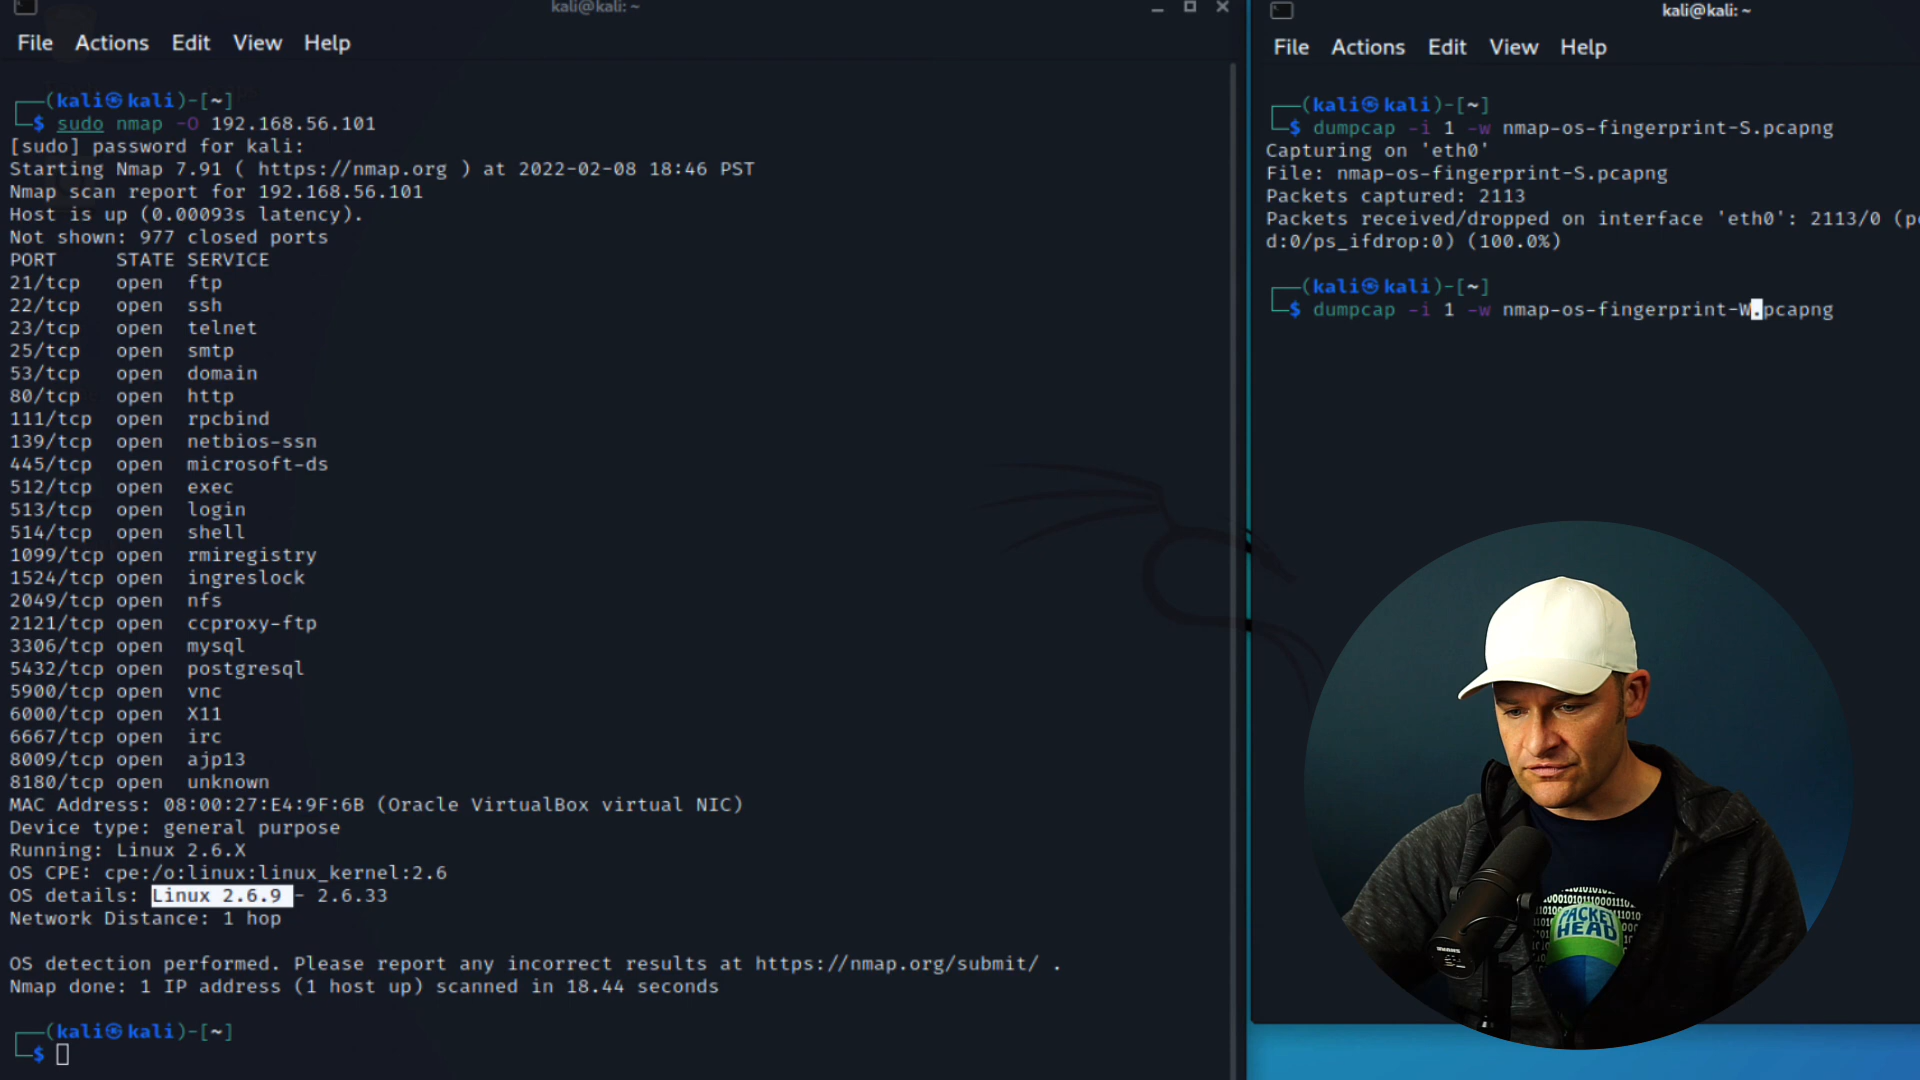 kali@kali: ~
File Actions Edit View Help
(kali㉿kali)-[~]
$ sudo nmap -O 192.168.56.101
[sudo] password for kali:
Starting Nmap 7.91 ( https://nmap.org ) at 2022-02-08 18:46 PST
Nmap scan report for 192.168.56.101
Host is up (0.00093s latency).
Not shown: 977 closed ports
PORT STATE SERVICE
21/tcp open ftp
22/tcp open ssh
23/tcp open telnet
25/tcp open smtp
53/tcp open domain
80/tcp open http
111/tcp open rpcbind
139/tcp open netbios-ssn
445/tcp open microsoft-ds
512/tcp open exec
513/tcp open login
514/tcp open shell
1099/tcp open rmiregistry
1524/tcp open ingreslock
2049/tcp open nfs
2121/tcp open ccproxy-ftp
3306/tcp open mysql
5432/tcp open postgresql
5900/tcp open vnc
6000/tcp open X11
6667/tcp open irc
8009/tcp open ajp13
8180/tcp open unknown
MAC Address: 08:00:27:E4:9F:6B (Oracle VirtualBox virtual NIC)
Device type: general purpose
Running: Linux 2.6.X
OS CPE: cpe:/o:linux:linux_kernel:2.6
OS details: Linux 2.6.9 - 2.6.33
Network Distance: 1 hop
OS detection performed. Please report any incorrect results at https://nmap.org/submit/ .
Nmap done: 1 IP address (1 host up) scanned in 18.44 seconds
(kali㉿kali)-[~]
$
kali@kali: ~
File Actions Edit View Help
(kali㉿kali)-[~]
$ dumpcap -i 1 -w nmap-os-fingerprint-S.pcapng
Capturing on 'eth0'
File: nmap-os-fingerprint-S.pcapng
Packets captured: 2113
Packets received/dropped on interface 'eth0': 2113/0 (p
d:0/ps_ifdrop:0) (100.0%)
(kali㉿kali)-[~]
$ dumpcap -i 1 -w nmap-os-fingerprint-W.pcapng
PACKET
HEAD